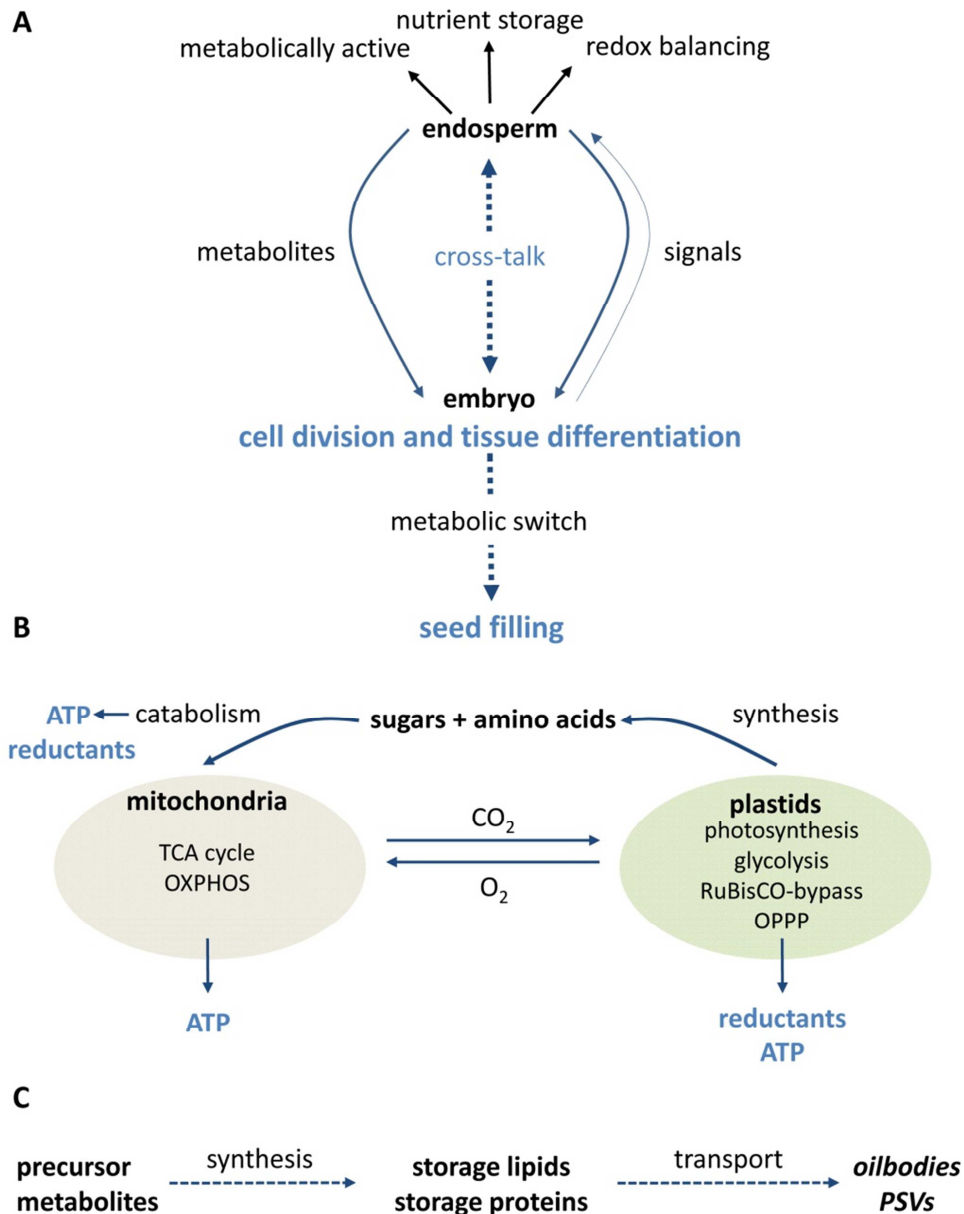 A
nutrient storage
metabolically active
redox balancing
endosperm
metabolites
cross-talk
signals
embryo
cell division and tissue differentiation
metabolic switch
seed filling
B
ATP
catabolism
sugars + amino acids
synthesis
reductants
mitochondria
TCA cycle
OXPHOS
CO₂
O₂
plastids
photosynthesis
glycolysis
RuBisCO-bypass
OPPP
ATP
reductants
ATP
C
precursor
metabolites
synthesis
storage lipids
storage proteins
transport
oilbodies
PSVs